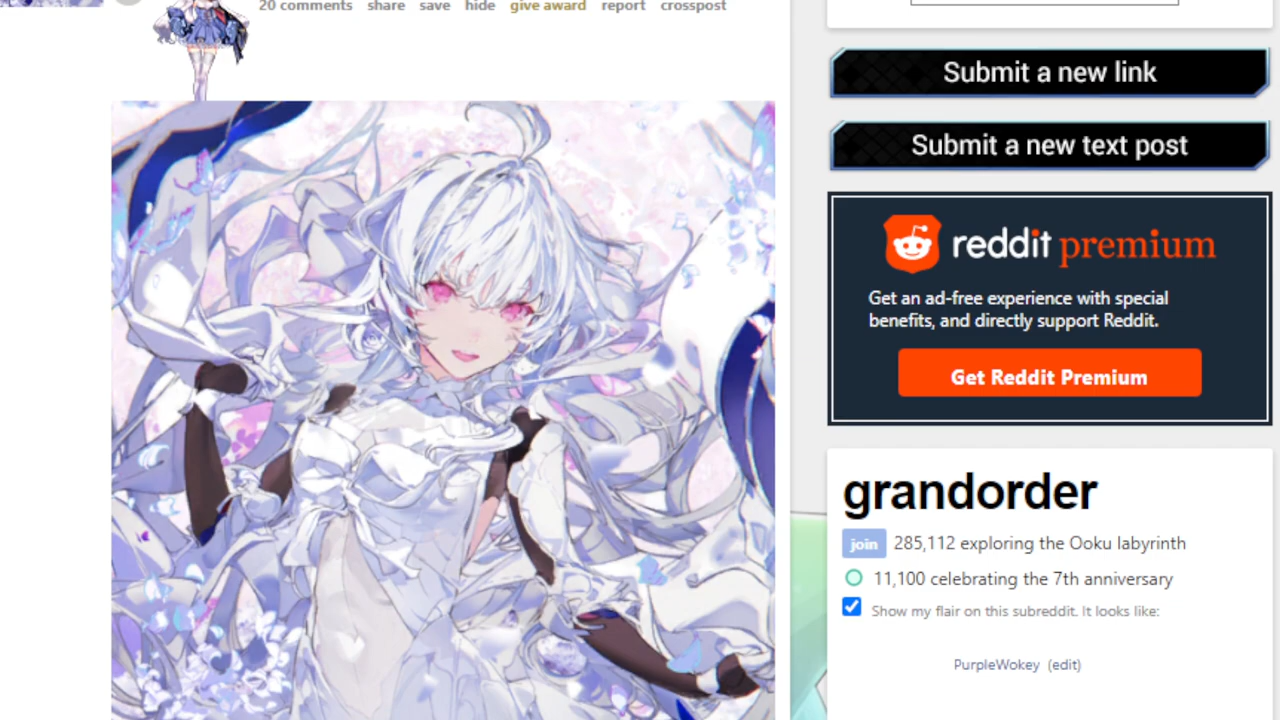 20 comments share save hide give award report crosspost
Submit a new link
Submit a new text post
reddit premium
Get an ad-free experience with special
benefits, and directly support Reddit.
Get Reddit Premium
grandorder
join 285,112 exploring the Ooku labyrinth
11,100 celebrating the 7th anniversary
Show my flair on this subreddit. It looks like:
PurpleWokey (edit)